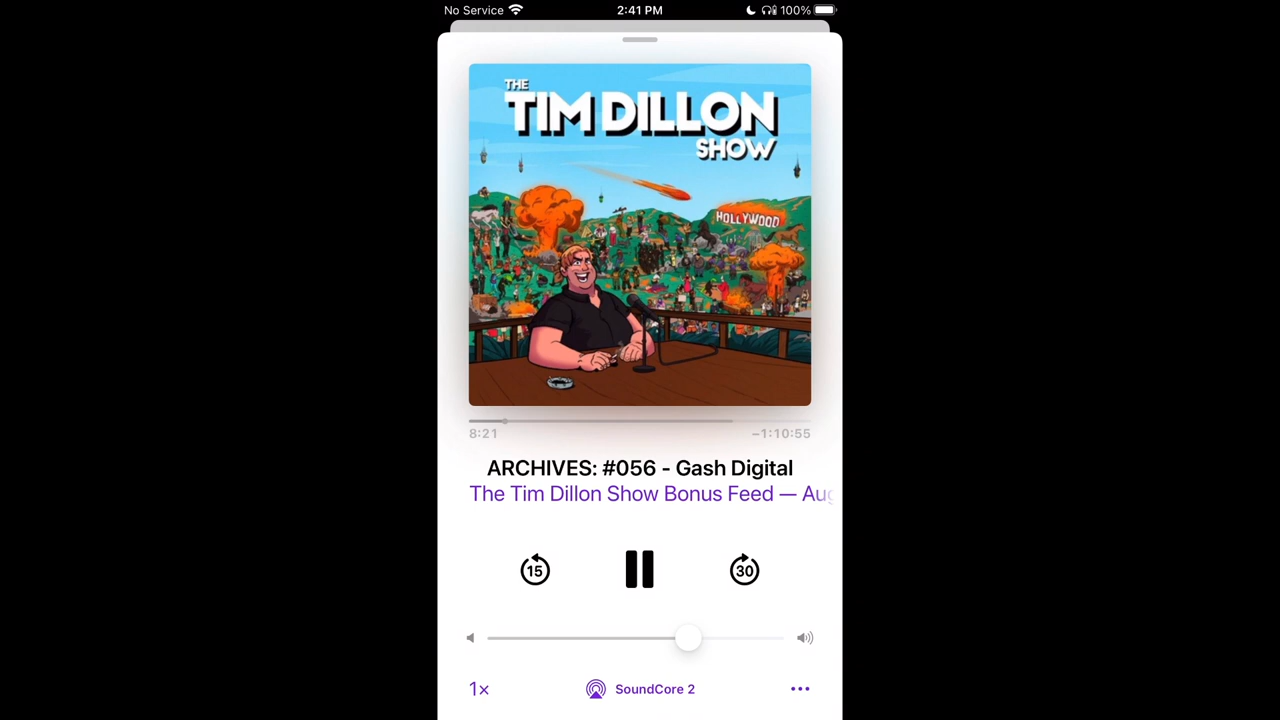 No Service
2:41 PM
100%
THE
TIM DILLON
SHOW
HOLLYWOOD
8:21
–1:10:55
ARCHIVES: #056 - Gash Digital
The Tim Dillon Show Bonus Feed — Aug
15
30
1×
SoundCore 2